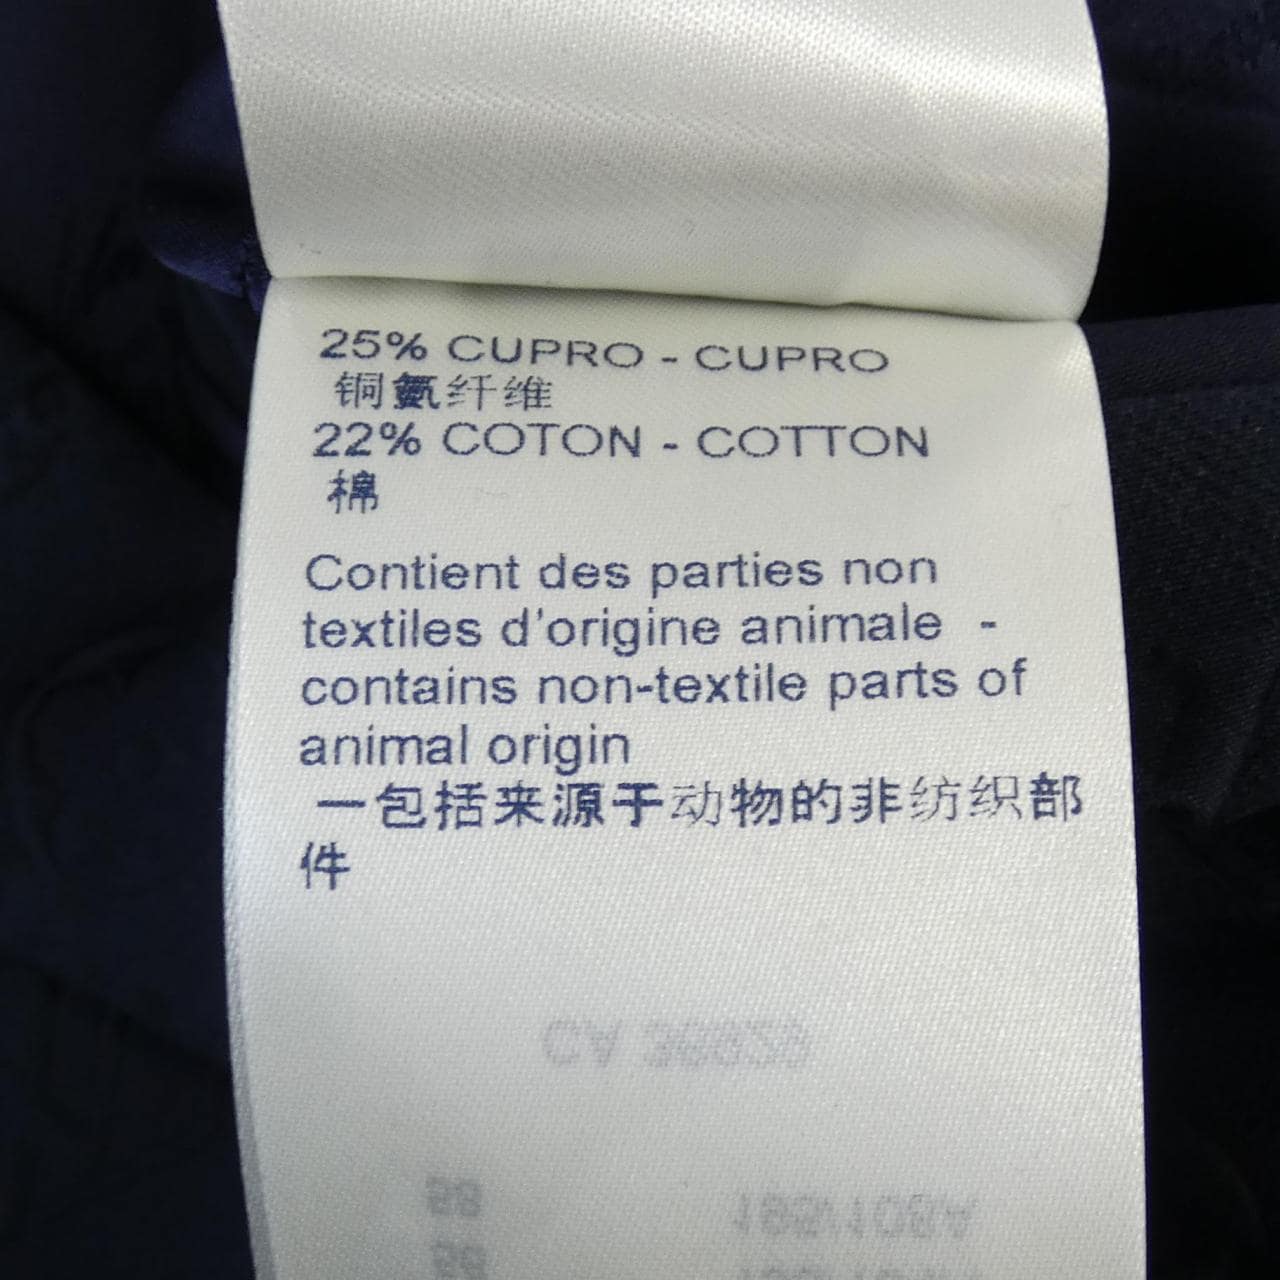 25% CUPRO - CUPRO
铜氨纤维
22% COTON - COTTON
棉
Contient des parties non
textiles d'origine animale -
contains non-textile parts of
animal origin
一包括来源于动物的非纺织部
件
CA 36929